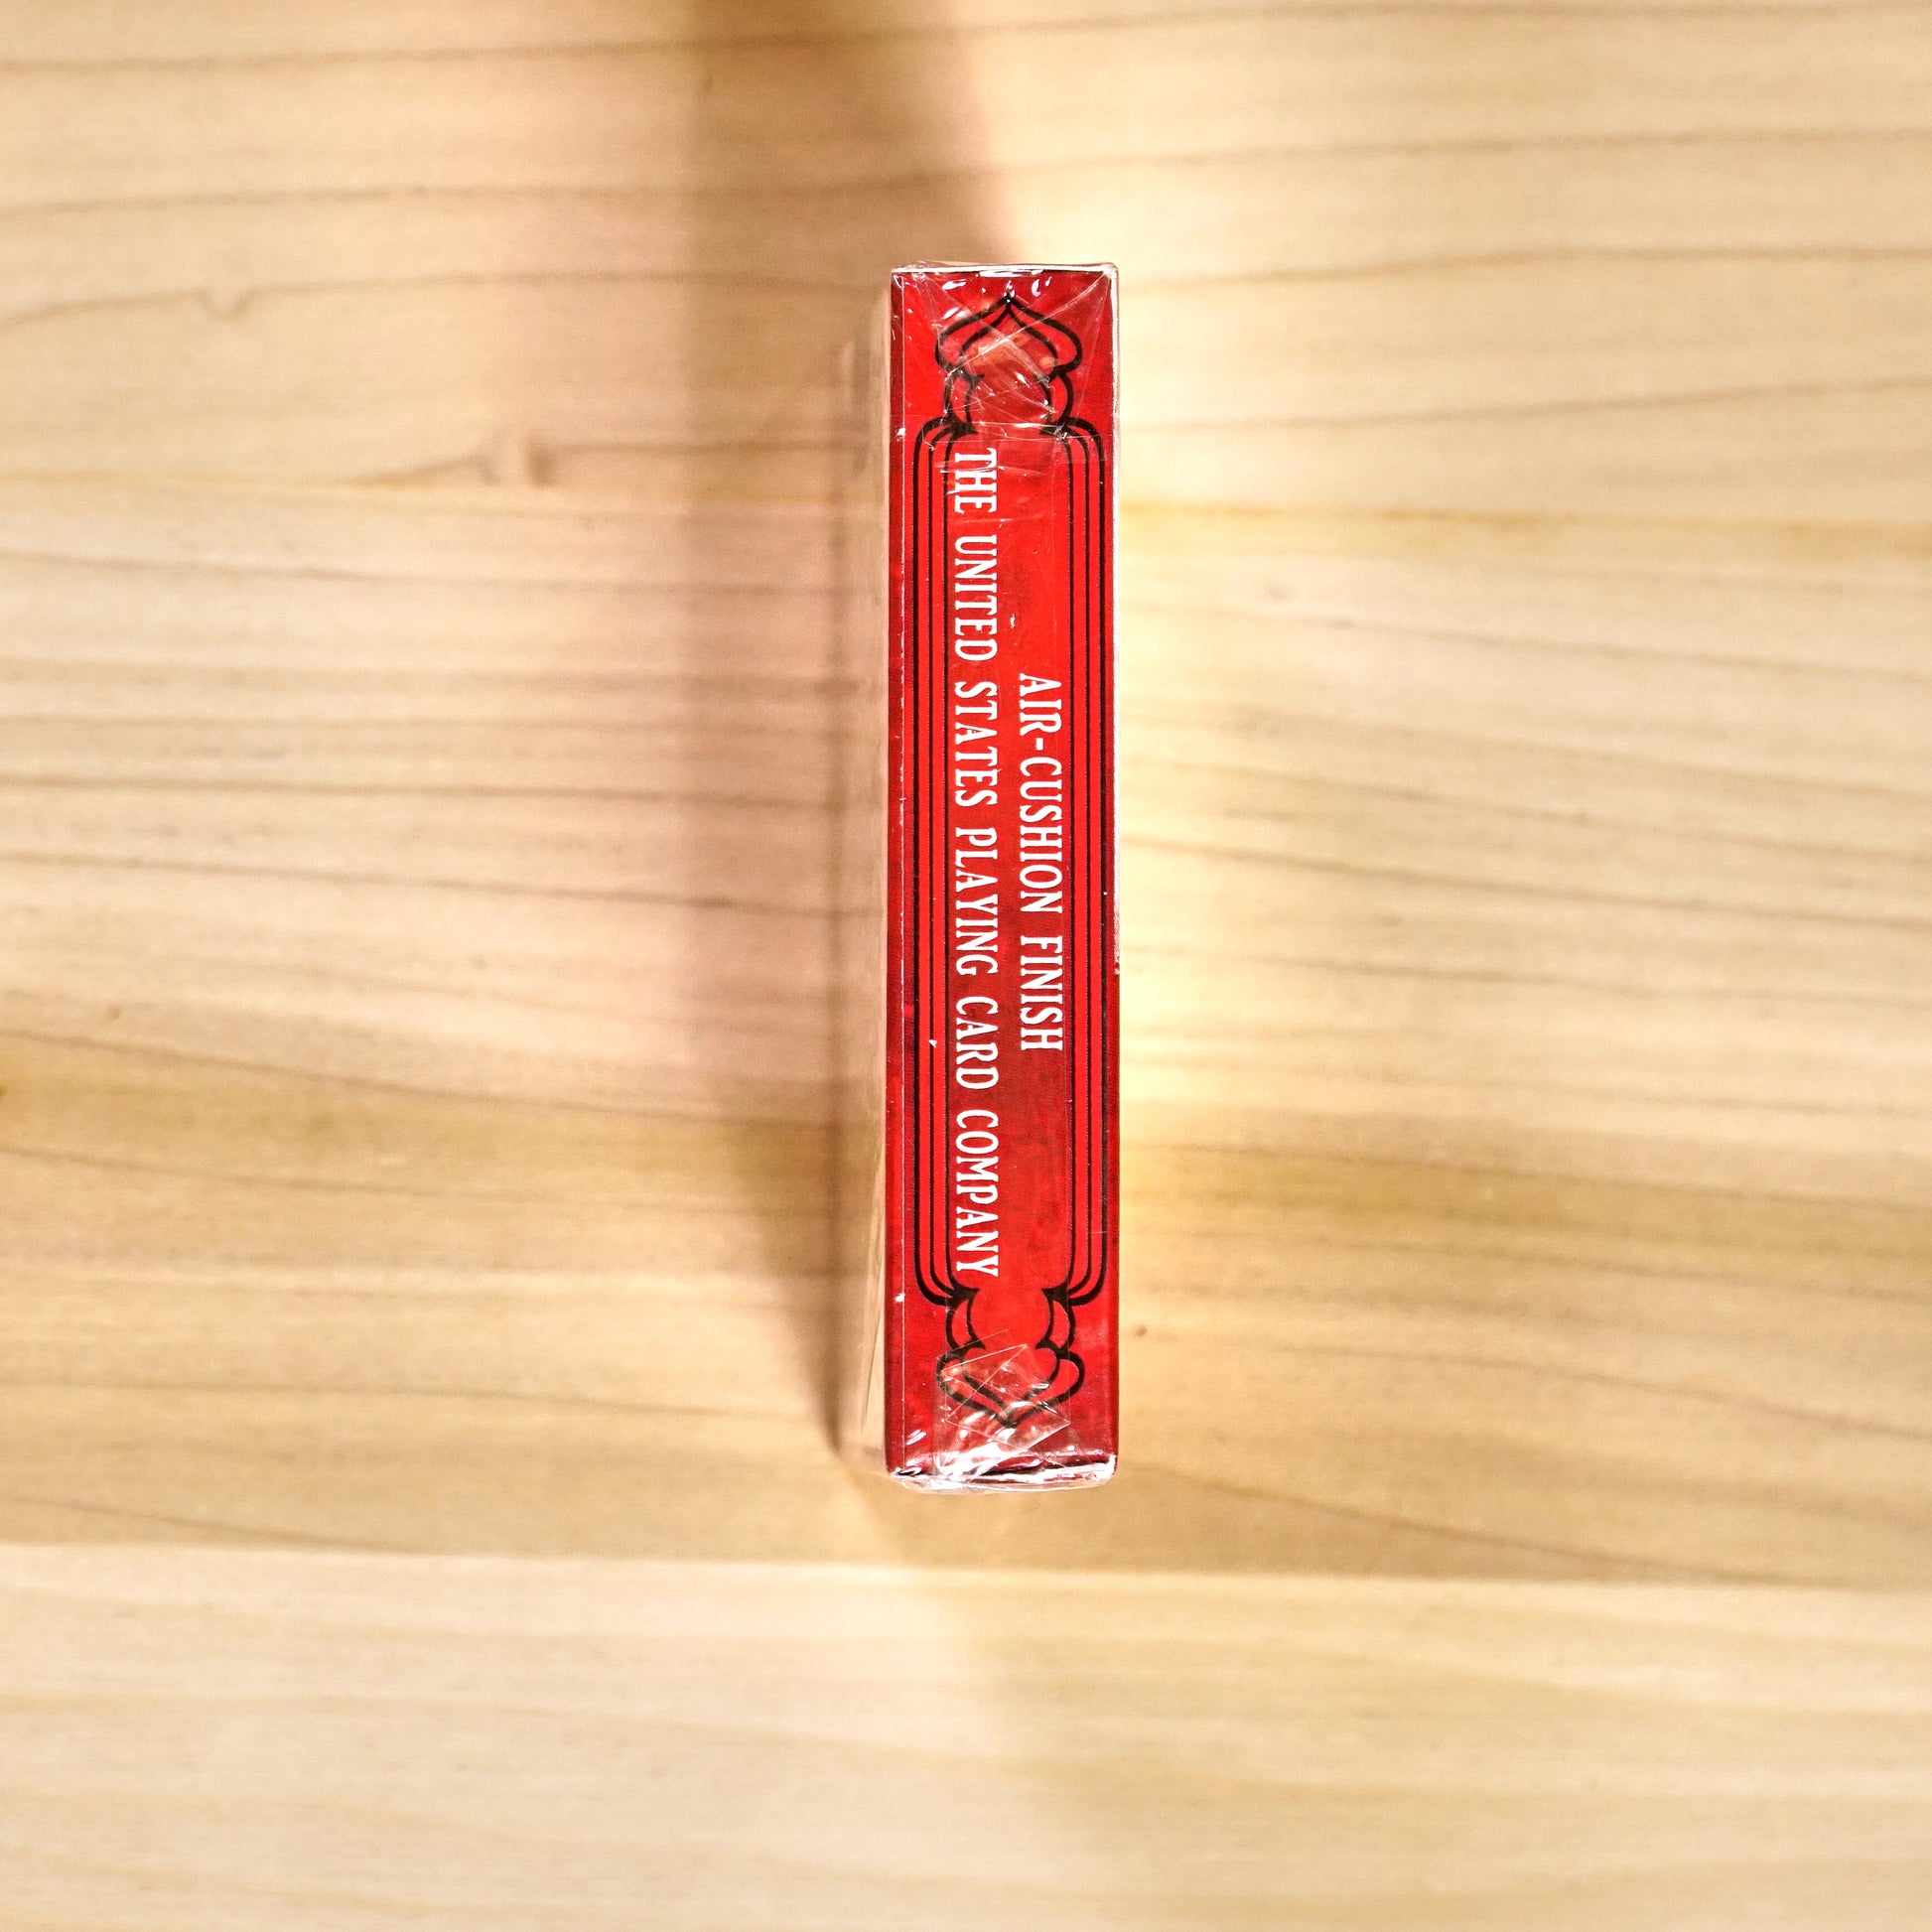 AIR-CUSHION FINISH
THE UNITED STATES PLAYING CARD COMPANY